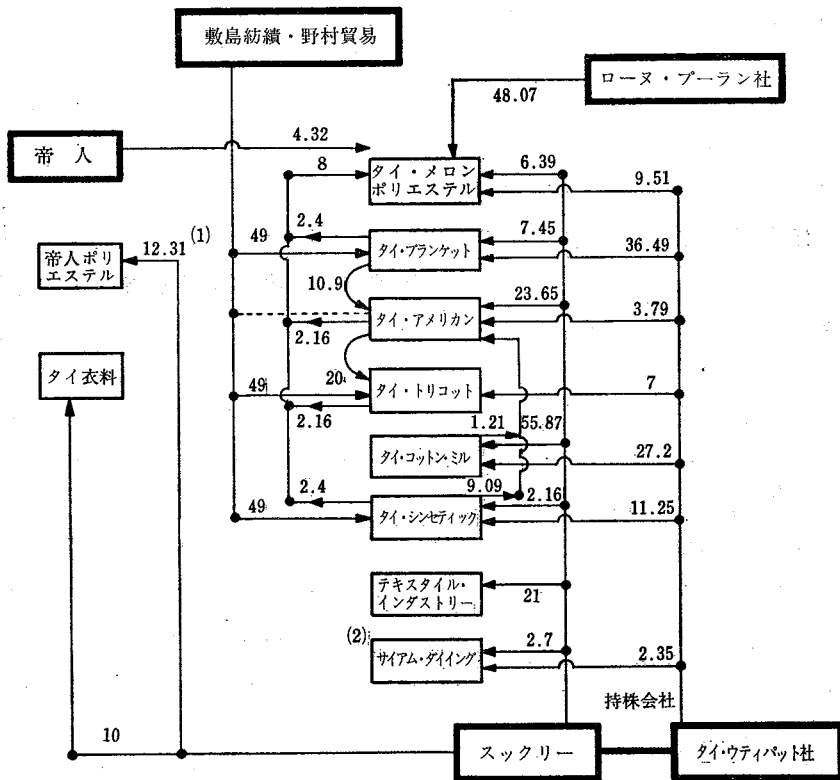 敷島紡績・野村貿易
ローヌ・プーラン社
48.07
帝人
4.32
8
タイ・メロン
ポリエステル
6.39
9.51
(1)
帝人ポリ
エステル
12.31
49
2.4
タイ・ブランケット
7.45
36.49
10.9
タイ・アメリカン
23.65
3.79
2.16
タイ衣料
20
49
タイ・トリコット
7
2.16
1.21
55.87
タイ・コットン・ミル
27.2
9.09
2.4
2.16
49
タイ・シンセティック
11.25
テキスタイル・
インダストリー
21
(2)
サイアム・ダイイング
2.7
2.35
持株会社
10
スックリー
タイ・ウティパット社